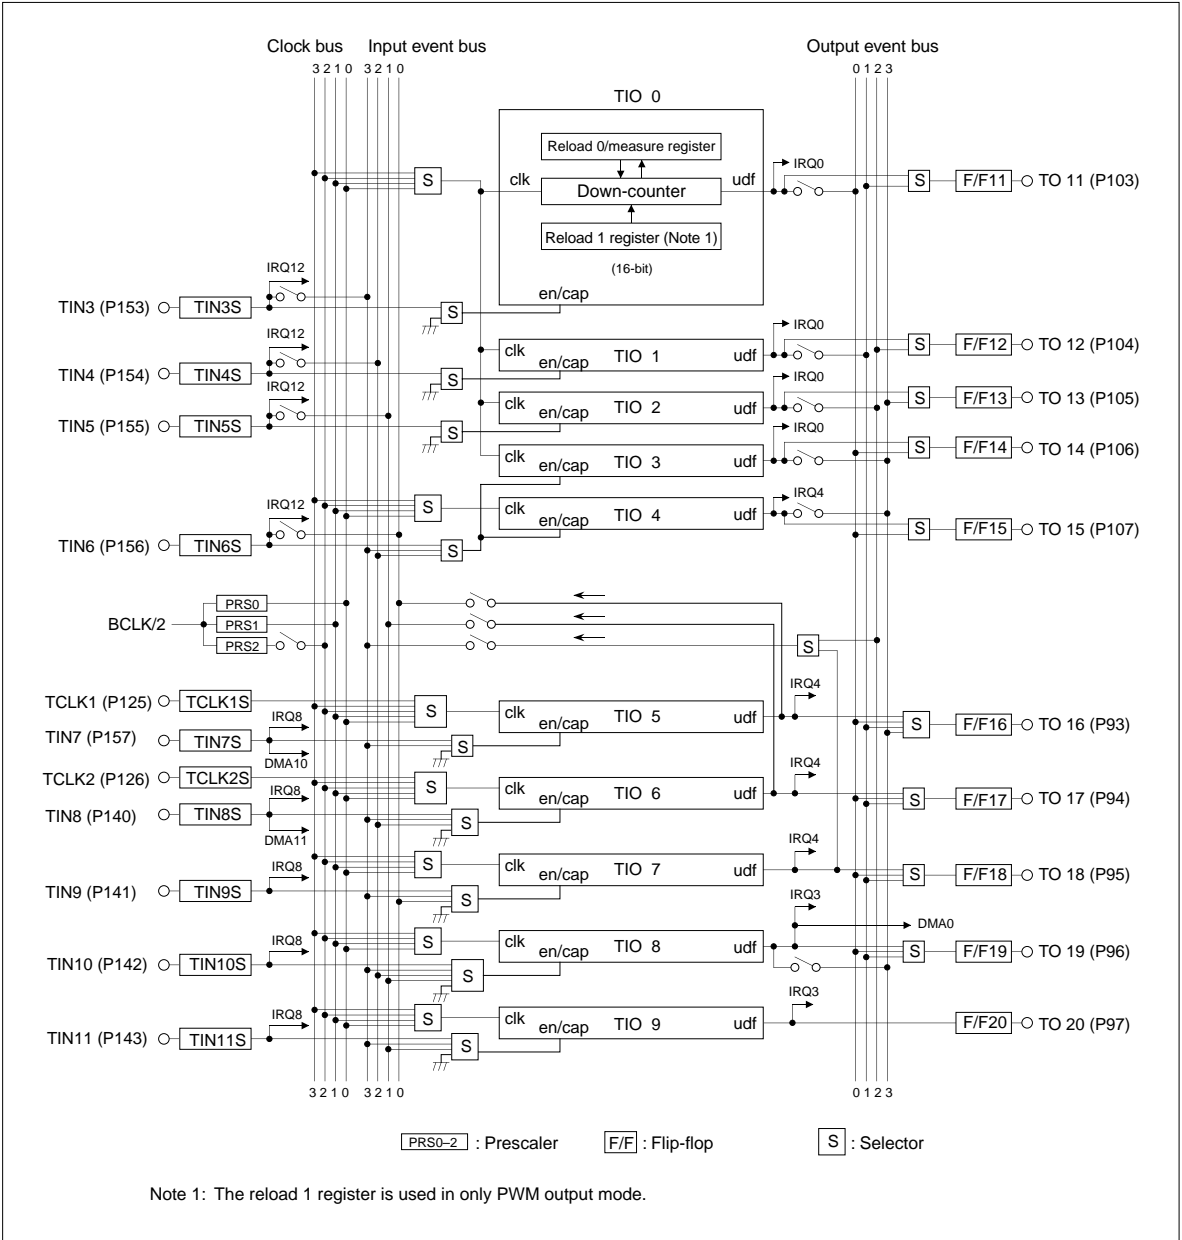 Clock bus Input event bus Output event bus
3 2 1 0 3 2 1 0 0 1 2 3
TIO 0
Reload 0/measure register
IRQ0
S clk Down-counter udf S F/F11 TO 11 (P103)
Reload 1 register (Note 1)
(16-bit)
IRQ12
en/cap
TIN3 (P153) TIN3S S
IRQ0
IRQ12
clk TIO 1 udf S F/F12 TO 12 (P104)
en/cap
TIN4 (P154) TIN4S S
IRQ0
IRQ12
clk TIO 2 udf S F/F13 TO 13 (P105)
en/cap
TIN5 (P155) TIN5S S
IRQ0
clk TIO 3 udf S F/F14 TO 14 (P106)
en/cap
IRQ12
IRQ4
S clk TIO 4 udf
en/cap
S F/F15 TO 15 (P107)
TIN6 (P156) TIN6S S
PRS0
BCLK/2 PRS1
PRS2 S
TCLK1 (P125) TCLK1S
IRQ4
S clk TIO 5 udf S F/F16 TO 16 (P93)
en/cap
IRQ8
TIN7 (P157) TIN7S S
DMA10
TCLK2 (P126) TCLK2S
IRQ4
S clk TIO 6 udf S F/F17 TO 17 (P94)
en/cap
IRQ8
TIN8 (P140) TIN8S S
DMA11
IRQ4
S clk TIO 7 udf S F/F18 TO 18 (P95)
en/cap
IRQ8
TIN9 (P141) TIN9S S
IRQ3
DMA0
S clk TIO 8 udf S F/F19 TO 19 (P96)
en/cap
IRQ8
TIN10 (P142) TIN10S S
IRQ3
S clk TIO 9 udf F/F20 TO 20 (P97)
en/cap
IRQ8
TIN11 (P143) TIN11S S
3 2 1 0 3 2 1 0 0 1 2 3
PRS0–2 : Prescaler F/F : Flip-flop S : Selector
Note 1: The reload 1 register is used in only PWM output mode.